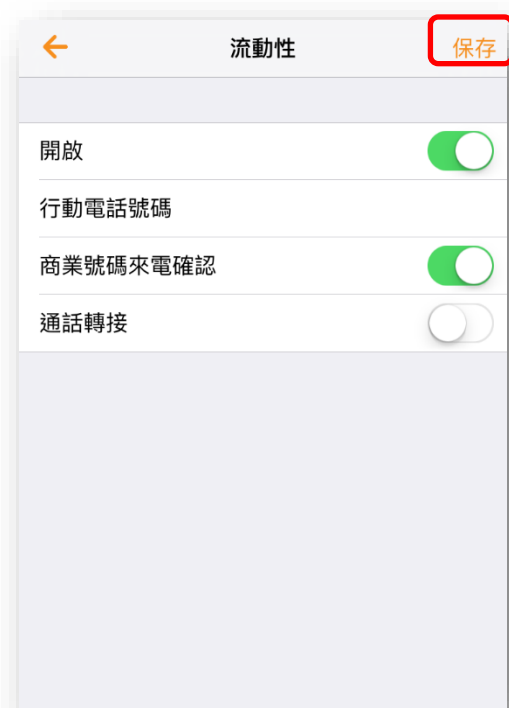 流動性 保存
開啟
行動電話號碼
商業號碼來電確認
通話轉接